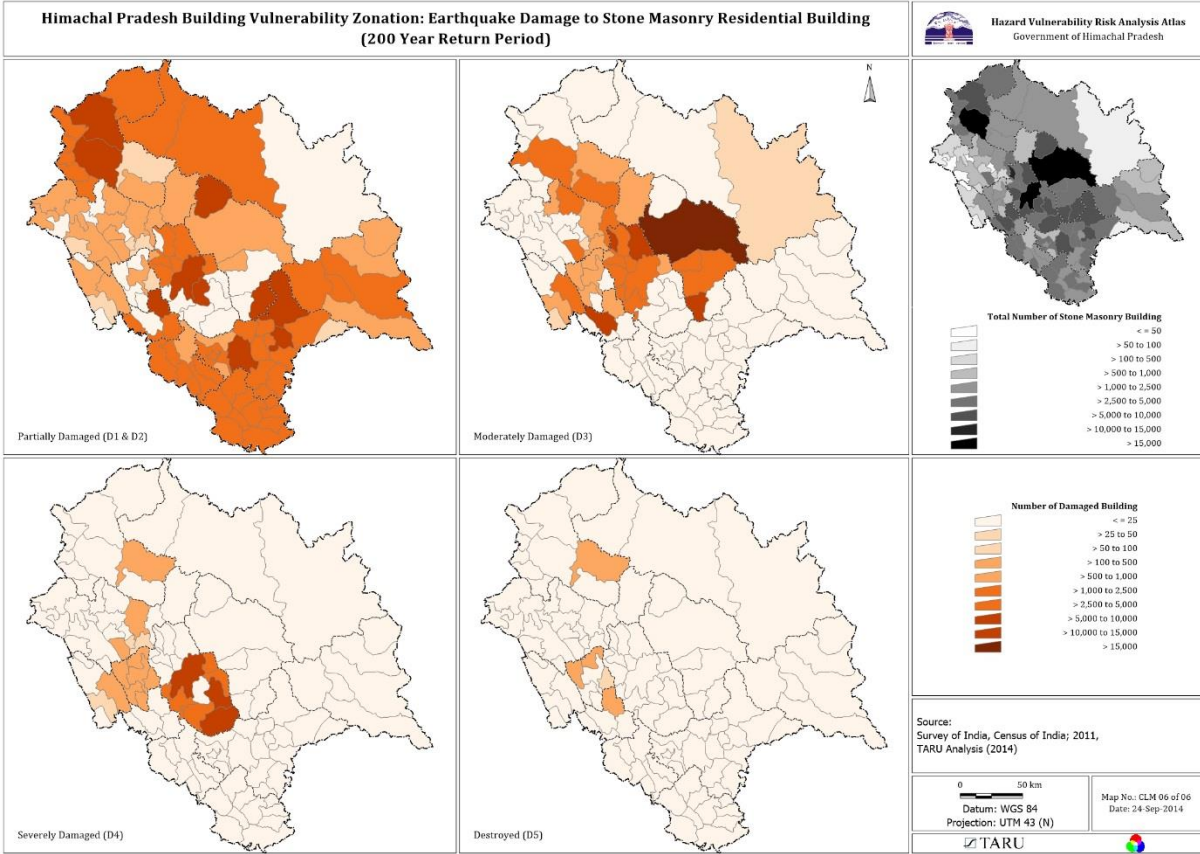 Himachal Pradesh Building Vulnerability Zonation: Earthquake Damage to Stone Masonry Residential Building
(200 Year Return Period)
Hazard Vulnerability Risk Analysis Atlas
Government of Himachal Pradesh
N
Partially Damaged (D1 & D2)
Moderately Damaged (D3)
Total Number of Stone Masonry Building
< = 50
> 50 to 100
> 100 to 500
> 500 to 1,000
> 1,000 to 2,500
> 2,500 to 5,000
> 5,000 to 10,000
> 10,000 to 15,000
> 15,000
Severely Damaged (D4)
Destroyed (D5)
Number of Damaged Building
< = 25
> 25 to 50
> 50 to 100
> 100 to 500
> 500 to 1,000
> 1,000 to 2,500
> 2,500 to 5,000
> 5,000 to 10,000
> 10,000 to 15,000
> 15,000
Source:
Survey of India, Census of India; 2011,
TARU Analysis (2014)
0 50 km
Datum: WGS 84
Projection: UTM 43 (N)
Map No.: CLM 06 of 06
Date: 24-Sep-2014
TARU